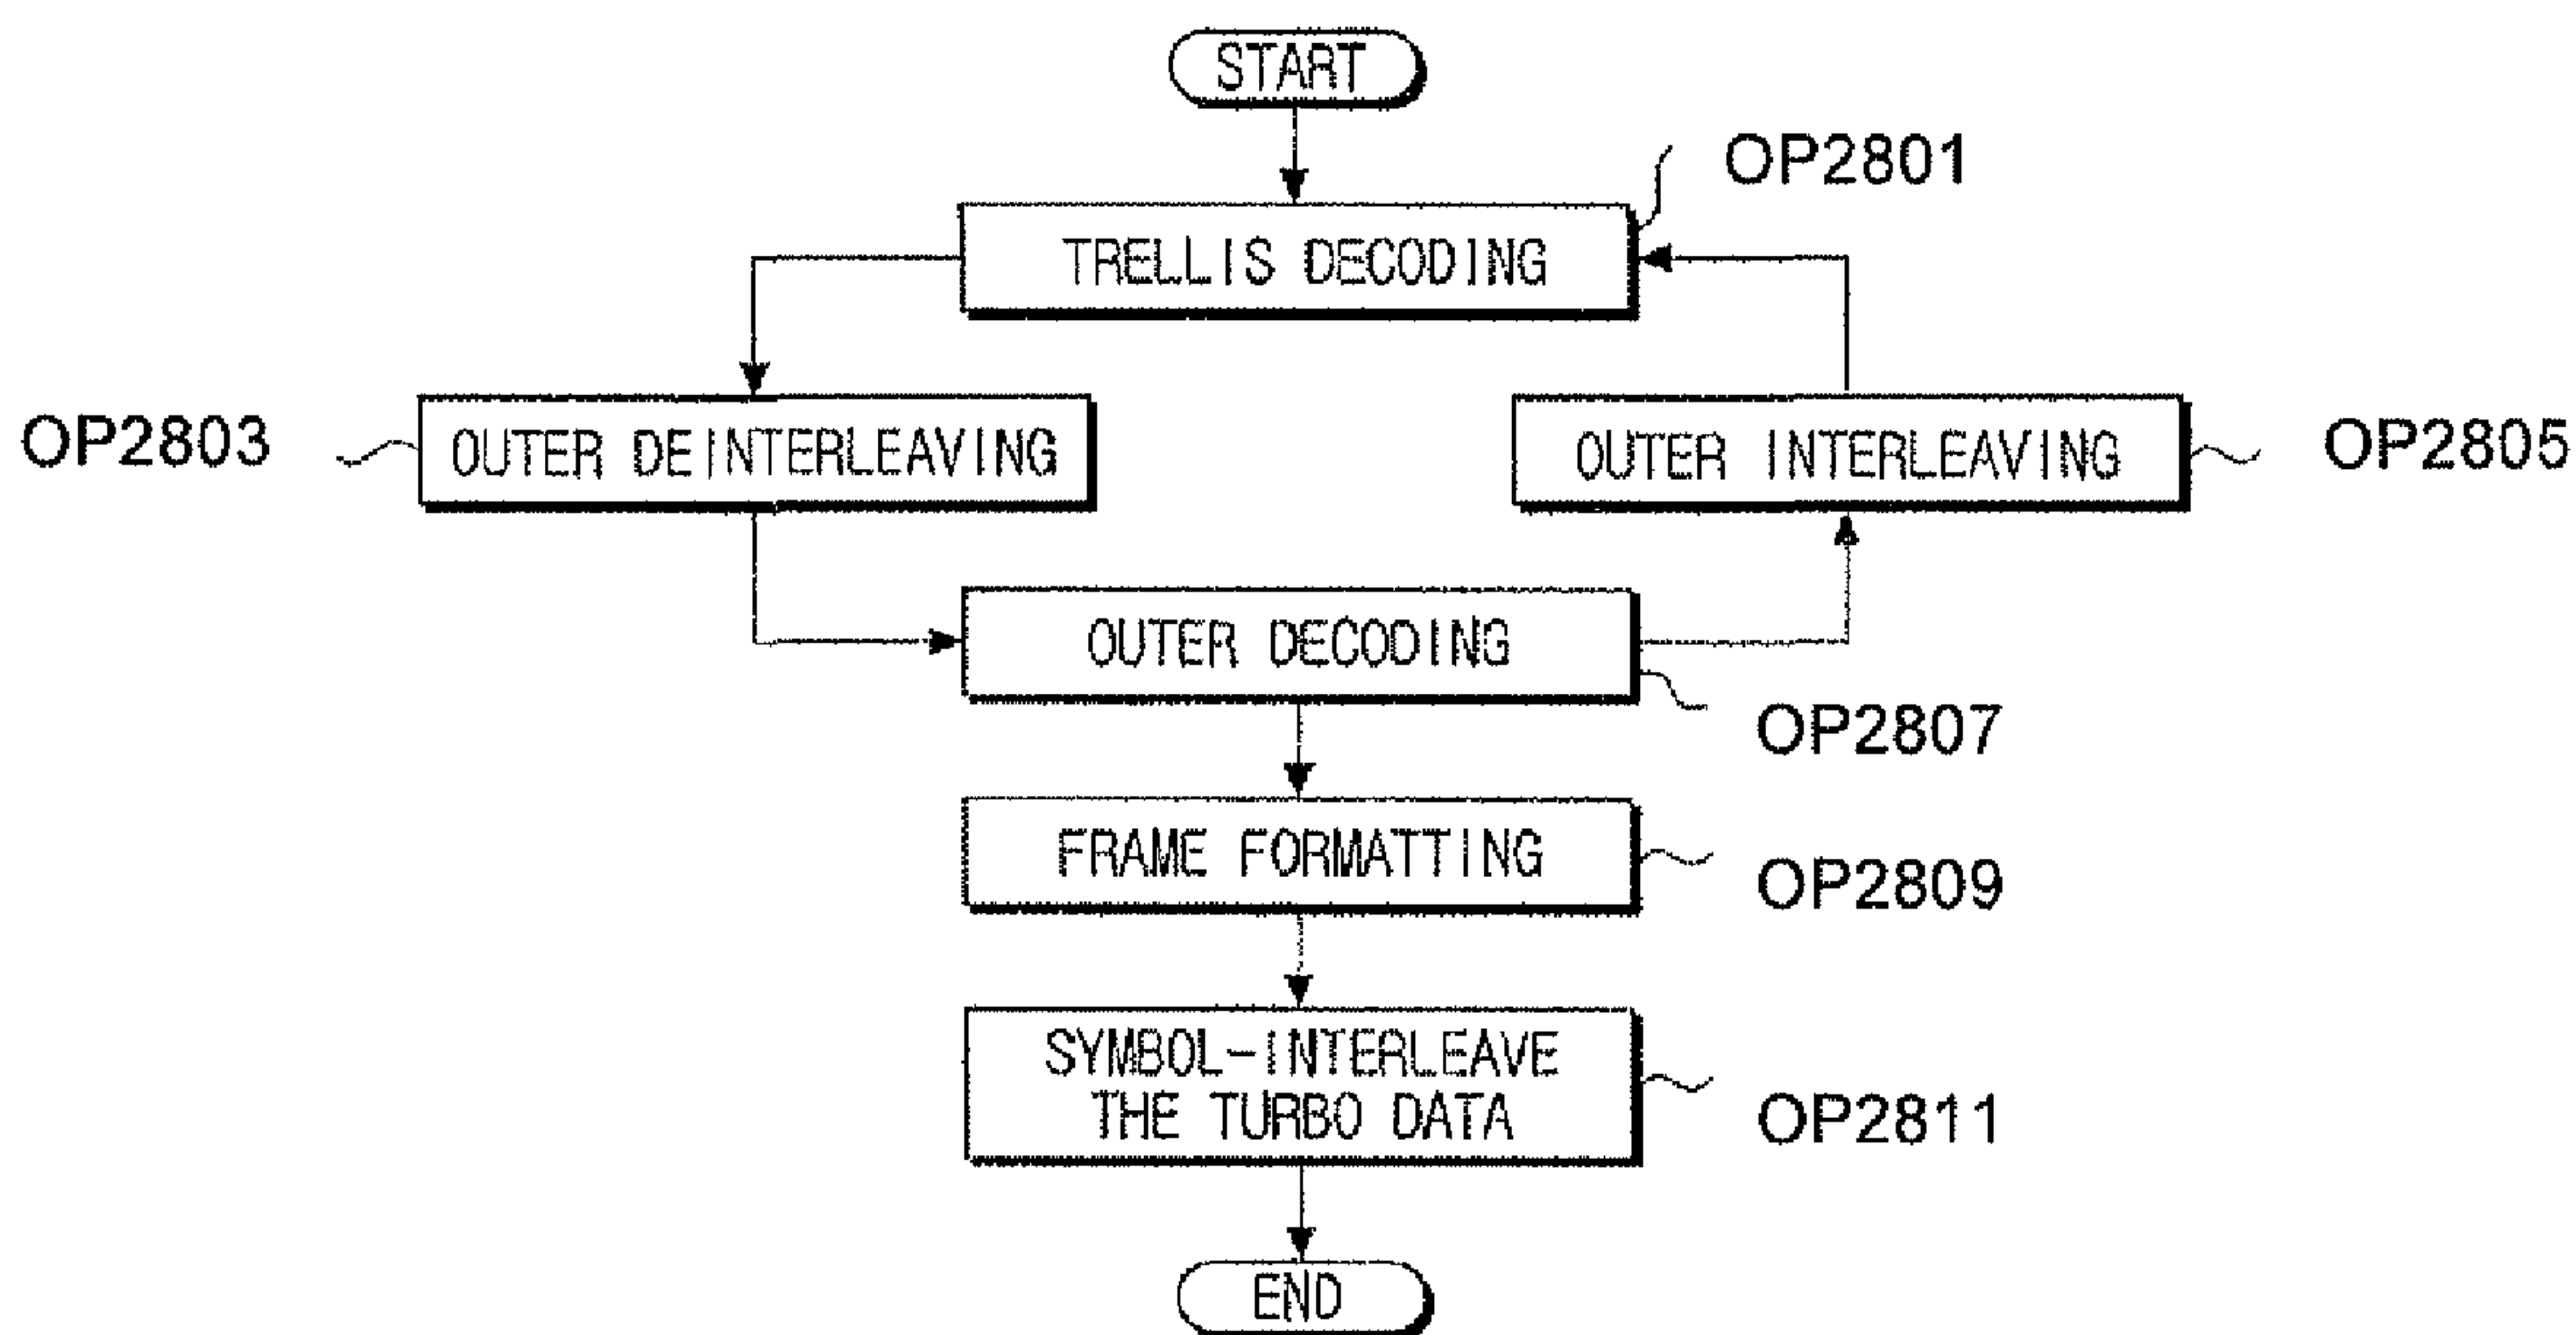 START
OP2801
TRELLIS DECODING
OP2803
OUTER DEINTERLEAVING
OUTER INTERLEAVING
OP2805
OUTER DECODING
OP2807
FRAME FORMATTING
OP2809
SYMBOL-INTERLEAVE
THE TURBO DATA
OP2811
END